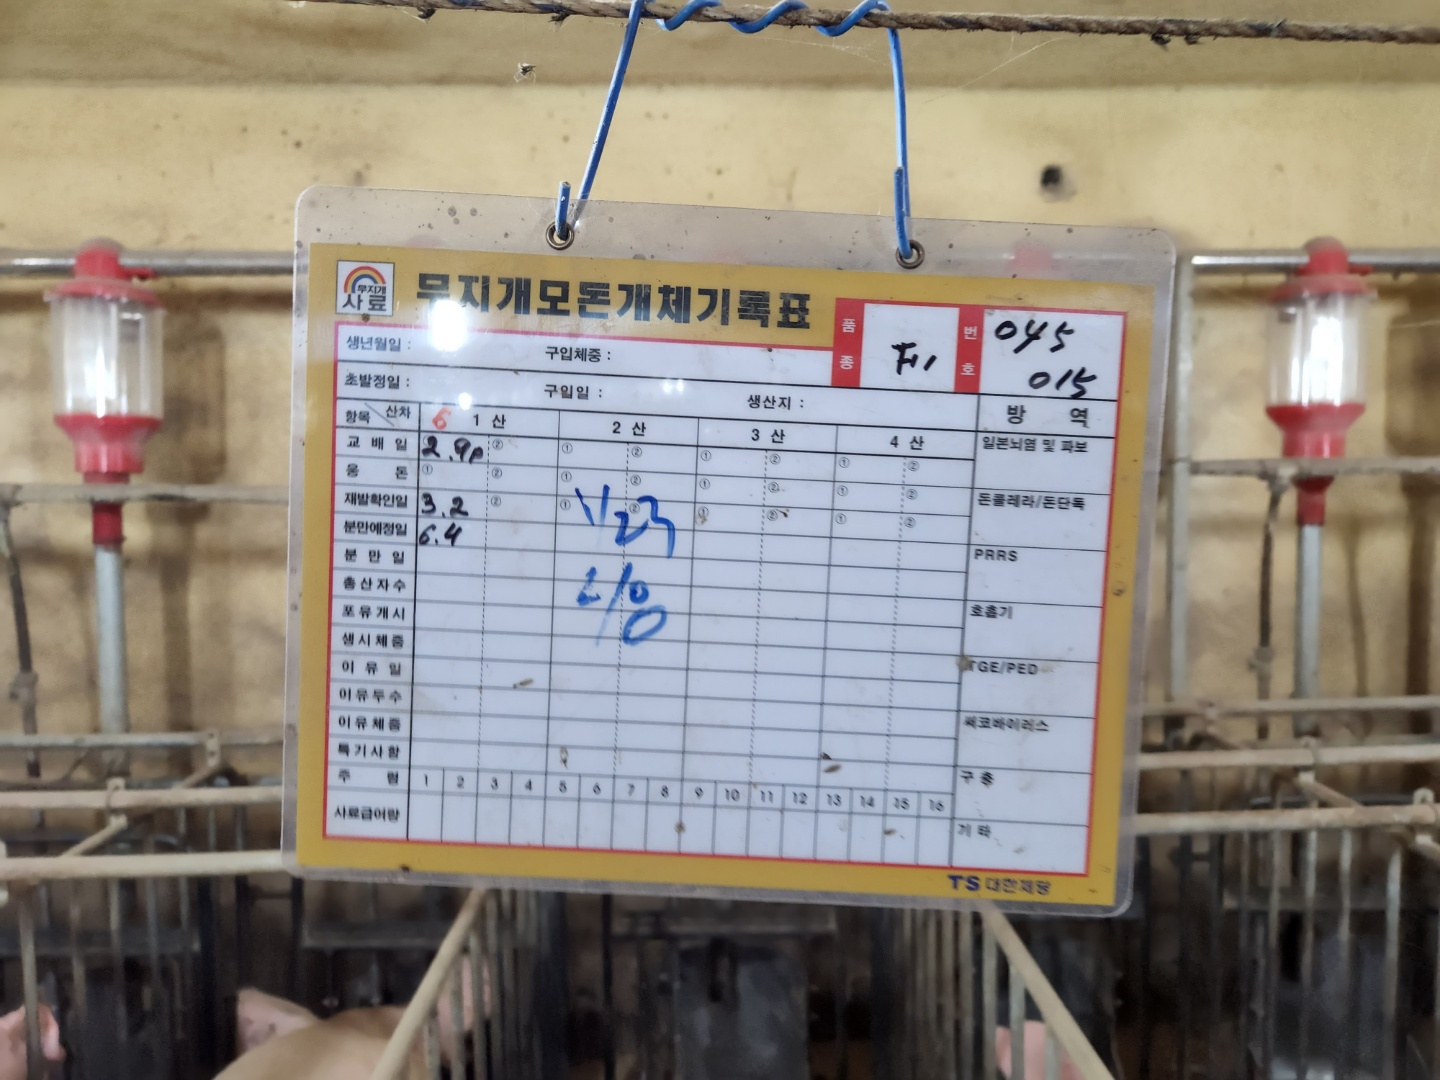 무지개
사료
무지개모돈개체기록표
품종 F1 번호 045 015
생년월일 : 구입체중 :
초발정일 : 구입일 : 생산지 :
항목 산차 6 1 산 2 산 3 산 4 산 방 역
교 배 일 2.9 ② ① ② ① ② ① ② 일본뇌염 및 파보
웅 돈 ① ② ① ② ① ② ① ②
재발확인일 3.2 ② ① ② ① ② ① ② 돈콜레라/돈단독
분만예정일 6.4
1/23
분 만 일 PRRS
총산자수
포유개시 호흡기
생시체중
이 유 일 TGE/PED
이유두수
이유체중 써코바이러스
특기사항
주 령 1 2 3 4 5 6 7 8 9 10 11 12 13 14 15 16 구 충
사료급여량 기 타
TS 대한제당